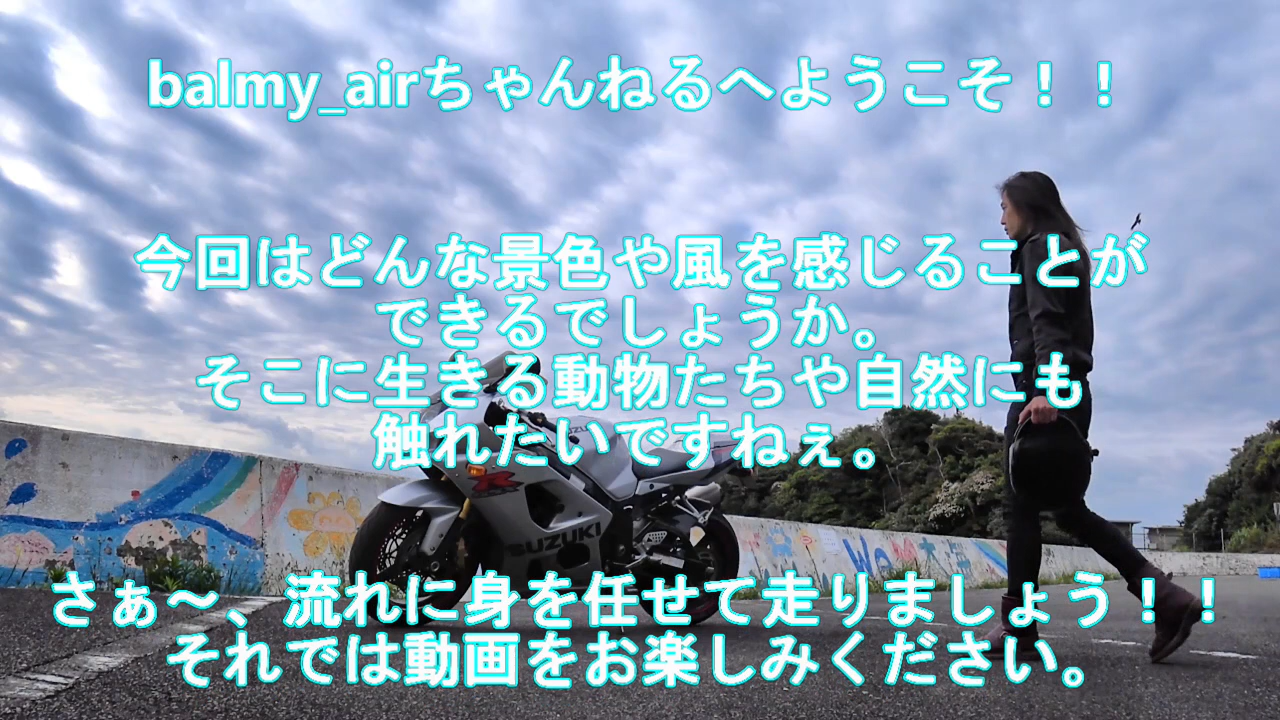 balmy_airちゃんねるへようこそ！！
今回はどんな景色や風を感じることが
できるでしょうか。
そこに生きる動物たちや自然にも
触れたいですねぇ。
SUZUKI
R
SUZUKI
We
さぁ～、流れに身を任せて走りましょう！！
それでは動画をお楽しみください。